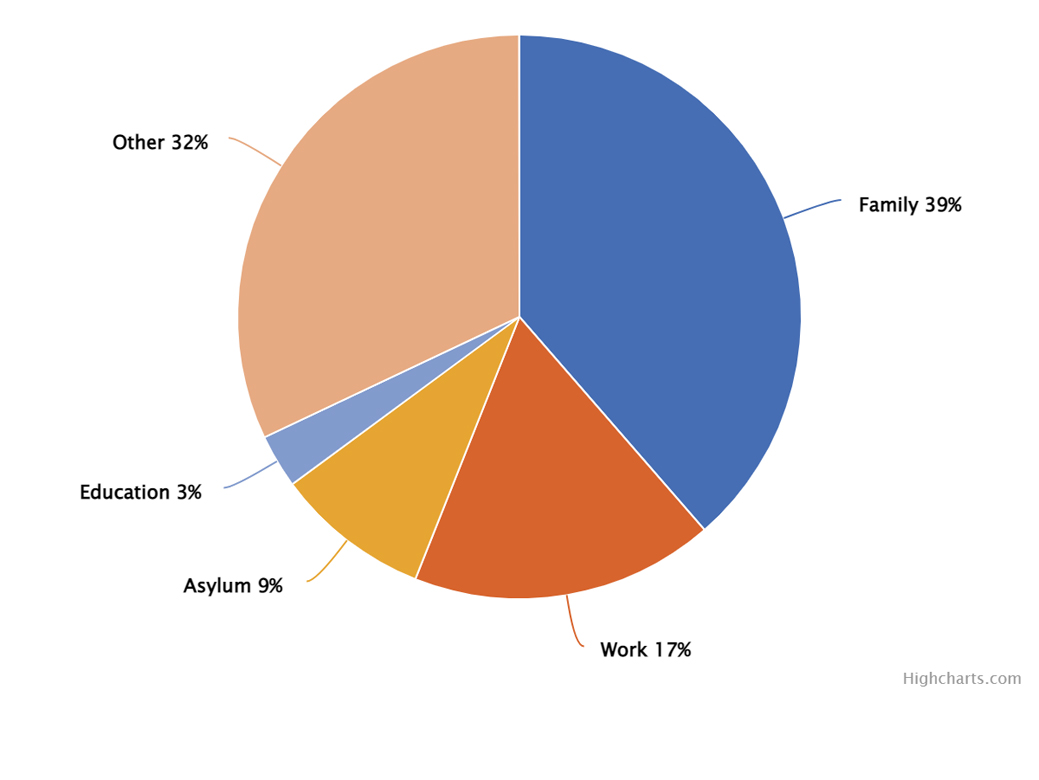 Other 32%
Family 39%
Education 3%
Asylum 9%
Work 17%
Highcharts.com